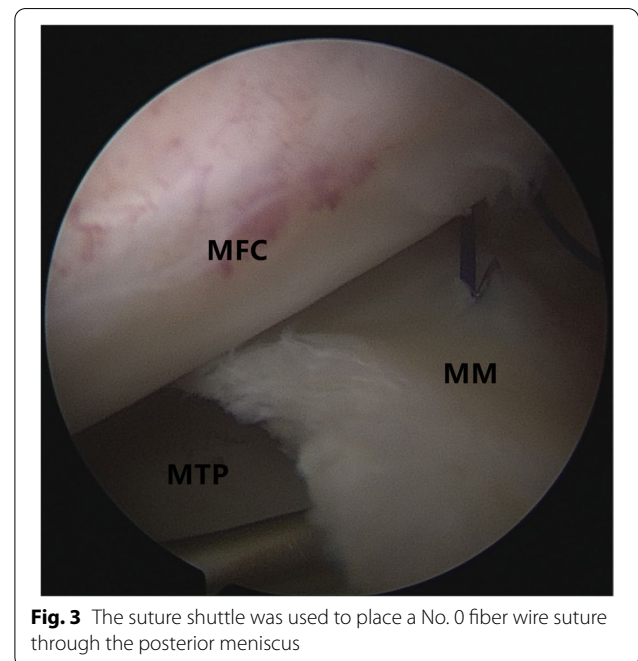 MFC
MM
MTP
Fig. 3 The suture shuttle was used to place a No. 0 fiber wire suture
through the posterior meniscus